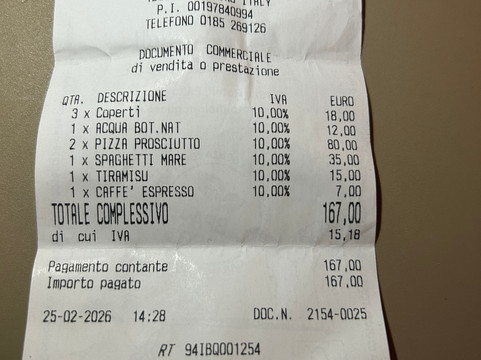 ITALY
P.I. 00197840994
TELEFONO 0185 269126
DOCUMENTO COMMERCIALE
di vendita o prestazione
QTA. DESCRIZIONE IVA EURO
3 x Coperti 10,00% 18,00
1 x ACQUA BOT.NAT 10,00% 12,00
2 x PIZZA PROSCIUTTO 10,00% 80,00
1 x SPAGHETTI MARE 10,00% 35,00
1 x TIRAMISU 10,00% 15,00
1 x CAFFE' ESPRESSO 10,00% 7,00
TOTALE COMPLESSIVO 167,00
di cui IVA 15,18
Pagamento contante 167,00
Importo pagato 167,00
25-02-2026 14:28 DOC.N. 2154-0025
RT 94IBQ001254